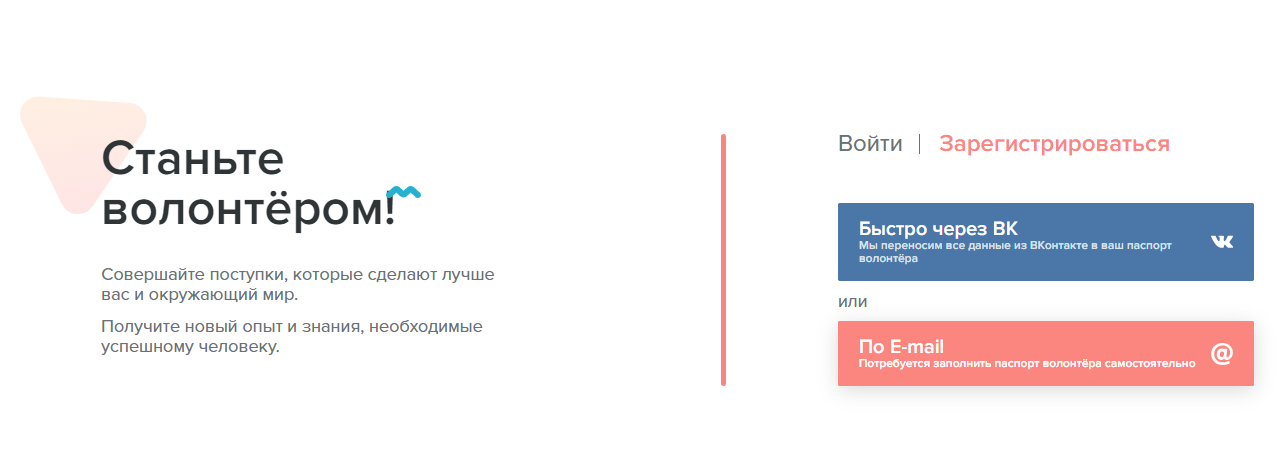 Станьте
волонтёром!
Совершайте поступки, которые сделают лучше
вас и окружающий мир.
Получите новый опыт и знания, необходимые
успешному человеку.
Войти | Зарегистрироваться
Быстро через ВК
Мы переносим все данные из ВКонтакте в ваш паспорт
волонтёра
или
По E-mail
Потребуется заполнить паспорт волонтёра самостоятельно
@